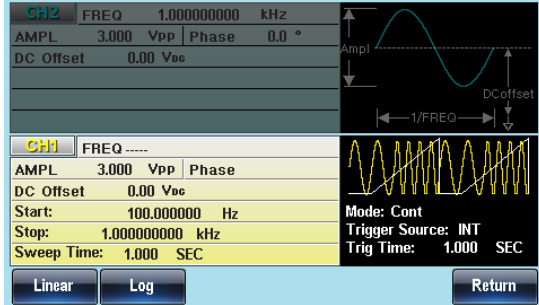 CH2 FREQ 1.000000000 kHz
AMPL 3.000 Vpp Phase 0.0 °
DC Offset 0.00 VDC
Ampl
DCoffset
1/FREQ
CH1 FREQ -----
AMPL 3.000 Vpp Phase
DC Offset 0.00 VDC
Start: 100.000000 Hz
Stop: 1.000000000 kHz
Sweep Time: 1.000 SEC
Mode: Cont
Trigger Source: INT
Trig Time: 1.000 SEC
Linear Log Return